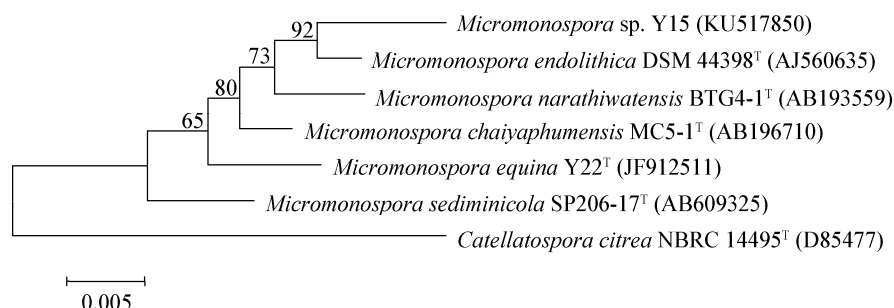 92 Micromonospora sp. Y15 (KU517850)
73 Micromonospora endolithica DSM 44398ᵀ (AJ560635)
80 Micromonospora narathiwatensis BTG4-1ᵀ (AB193559)
65 Micromonospora chaiyaphumensis MC5-1ᵀ (AB196710)
Micromonospora equina Y22ᵀ (JF912511)
Micromonospora sediminicola SP206-17ᵀ (AB609325)
Catellatospora citrea NBRC 14495ᵀ (D85477)
0.005